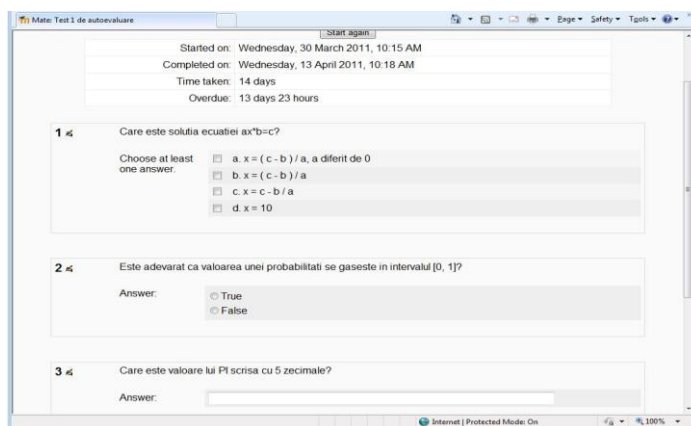 Mate: Test 1 de autoevaluare
Page Safety Tools
Start again
Started on: Wednesday, 30 March 2011, 10:15 AM
Completed on: Wednesday, 13 April 2011, 10:18 AM
Time taken: 14 days
Overdue: 13 days 23 hours
1 Care este solutia ecuatiei ax*b=c?
Choose at least
one answer.
a. x = ( c - b ) / a, a diferit de 0
b. x = ( c - b ) / a
c. x = c - b / a
d. x = 10
2 Este adevarat ca valoarea unei probabilitati se gaseste in intervalul [0, 1]?
Answer:
True
False
3 Care este valoare lui PI scrisa cu 5 zecimale?
Answer:
Internet | Protected Mode: On 100%